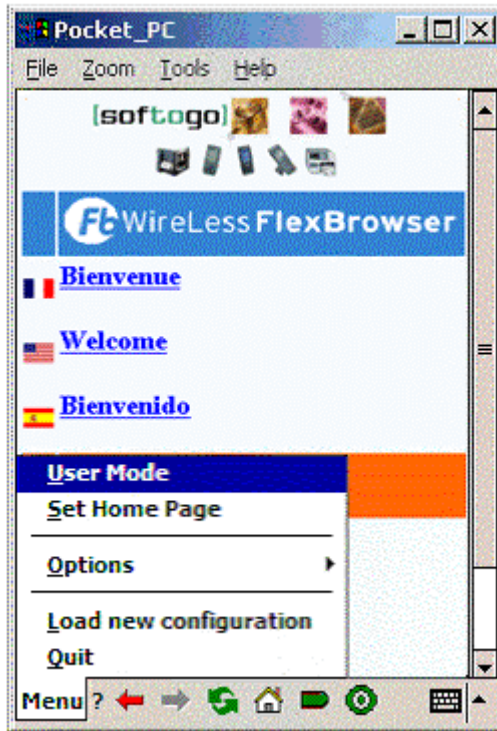 Pocket_PC
File Zoom Tools Help
[softogo]
Fb WireLess FlexBrowser
Bienvenue
Welcome
Bienvenido
User Mode
Set Home Page
Options
Load new configuration
Quit
Menu ?